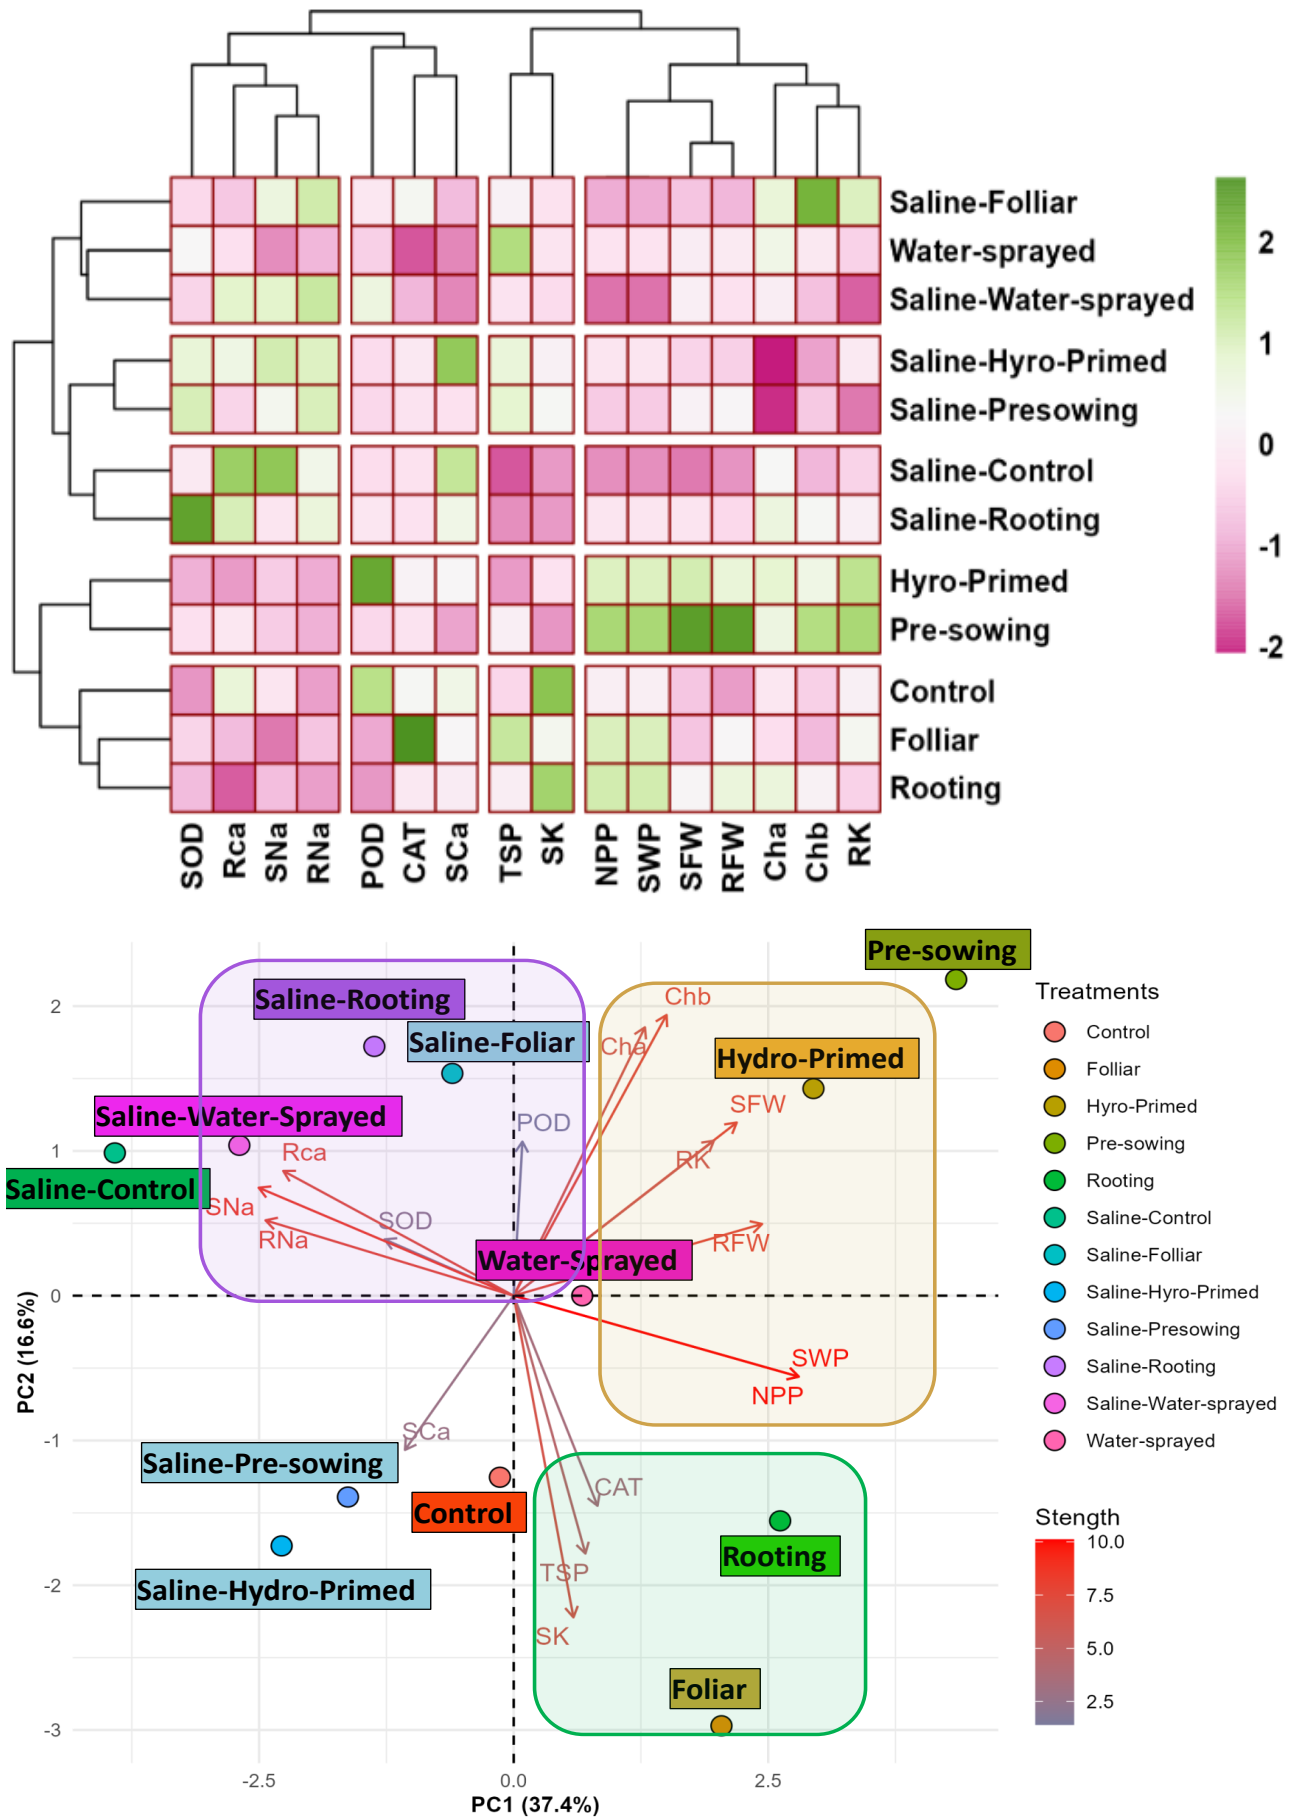 Saline-Folliar
Water-sprayed
Saline-Water-sprayed
Saline-Hyro-Primed
Saline-Presowing
Saline-Control
Saline-Rooting
Hyro-Primed
Pre-sowing
Control
Folliar
Rooting
2
1
0
-1
-2
SOD
Rca
SNa
RNa
POD
CAT
SCa
TSP
SK
NPP
SWP
SFW
RFW
Cha
Chb
RK
Pre-sowing
Saline-Rooting
Chb
Saline-Foliar
Cha
Hydro-Primed
SFW
Saline-Water-Sprayed
POD
Rca
RK
Saline-Control
SNa
SOD
RNa
RFW
Water-Sprayed
SWP
NPP
SCa
Saline-Pre-sowing
CAT
Control
Rooting
TSP
Saline-Hydro-Primed
SK
Foliar
2
1
0
-1
-2
-3
PC2 (16.6%)
-2.5
0.0
2.5
PC1 (37.4%)
Treatments
Control
Folliar
Hyro-Primed
Pre-sowing
Rooting
Saline-Control
Saline-Folliar
Saline-Hyro-Primed
Saline-Presowing
Saline-Rooting
Saline-Water-sprayed
Water-sprayed
Stength
10.0
7.5
5.0
2.5